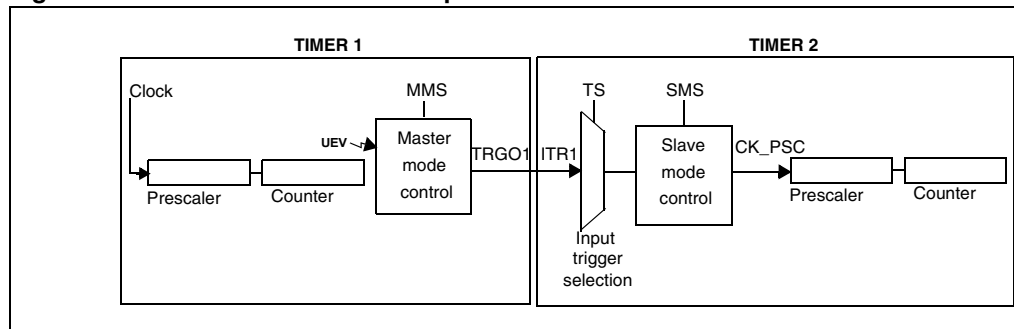 TIMER 1
TIMER 2
Clock
MMS
TS
SMS
UEV
Master
mode
control
TRGO1
ITR1
Slave
mode
control
CK_PSC
Prescaler
Counter
Prescaler
Counter
Input
trigger
selection